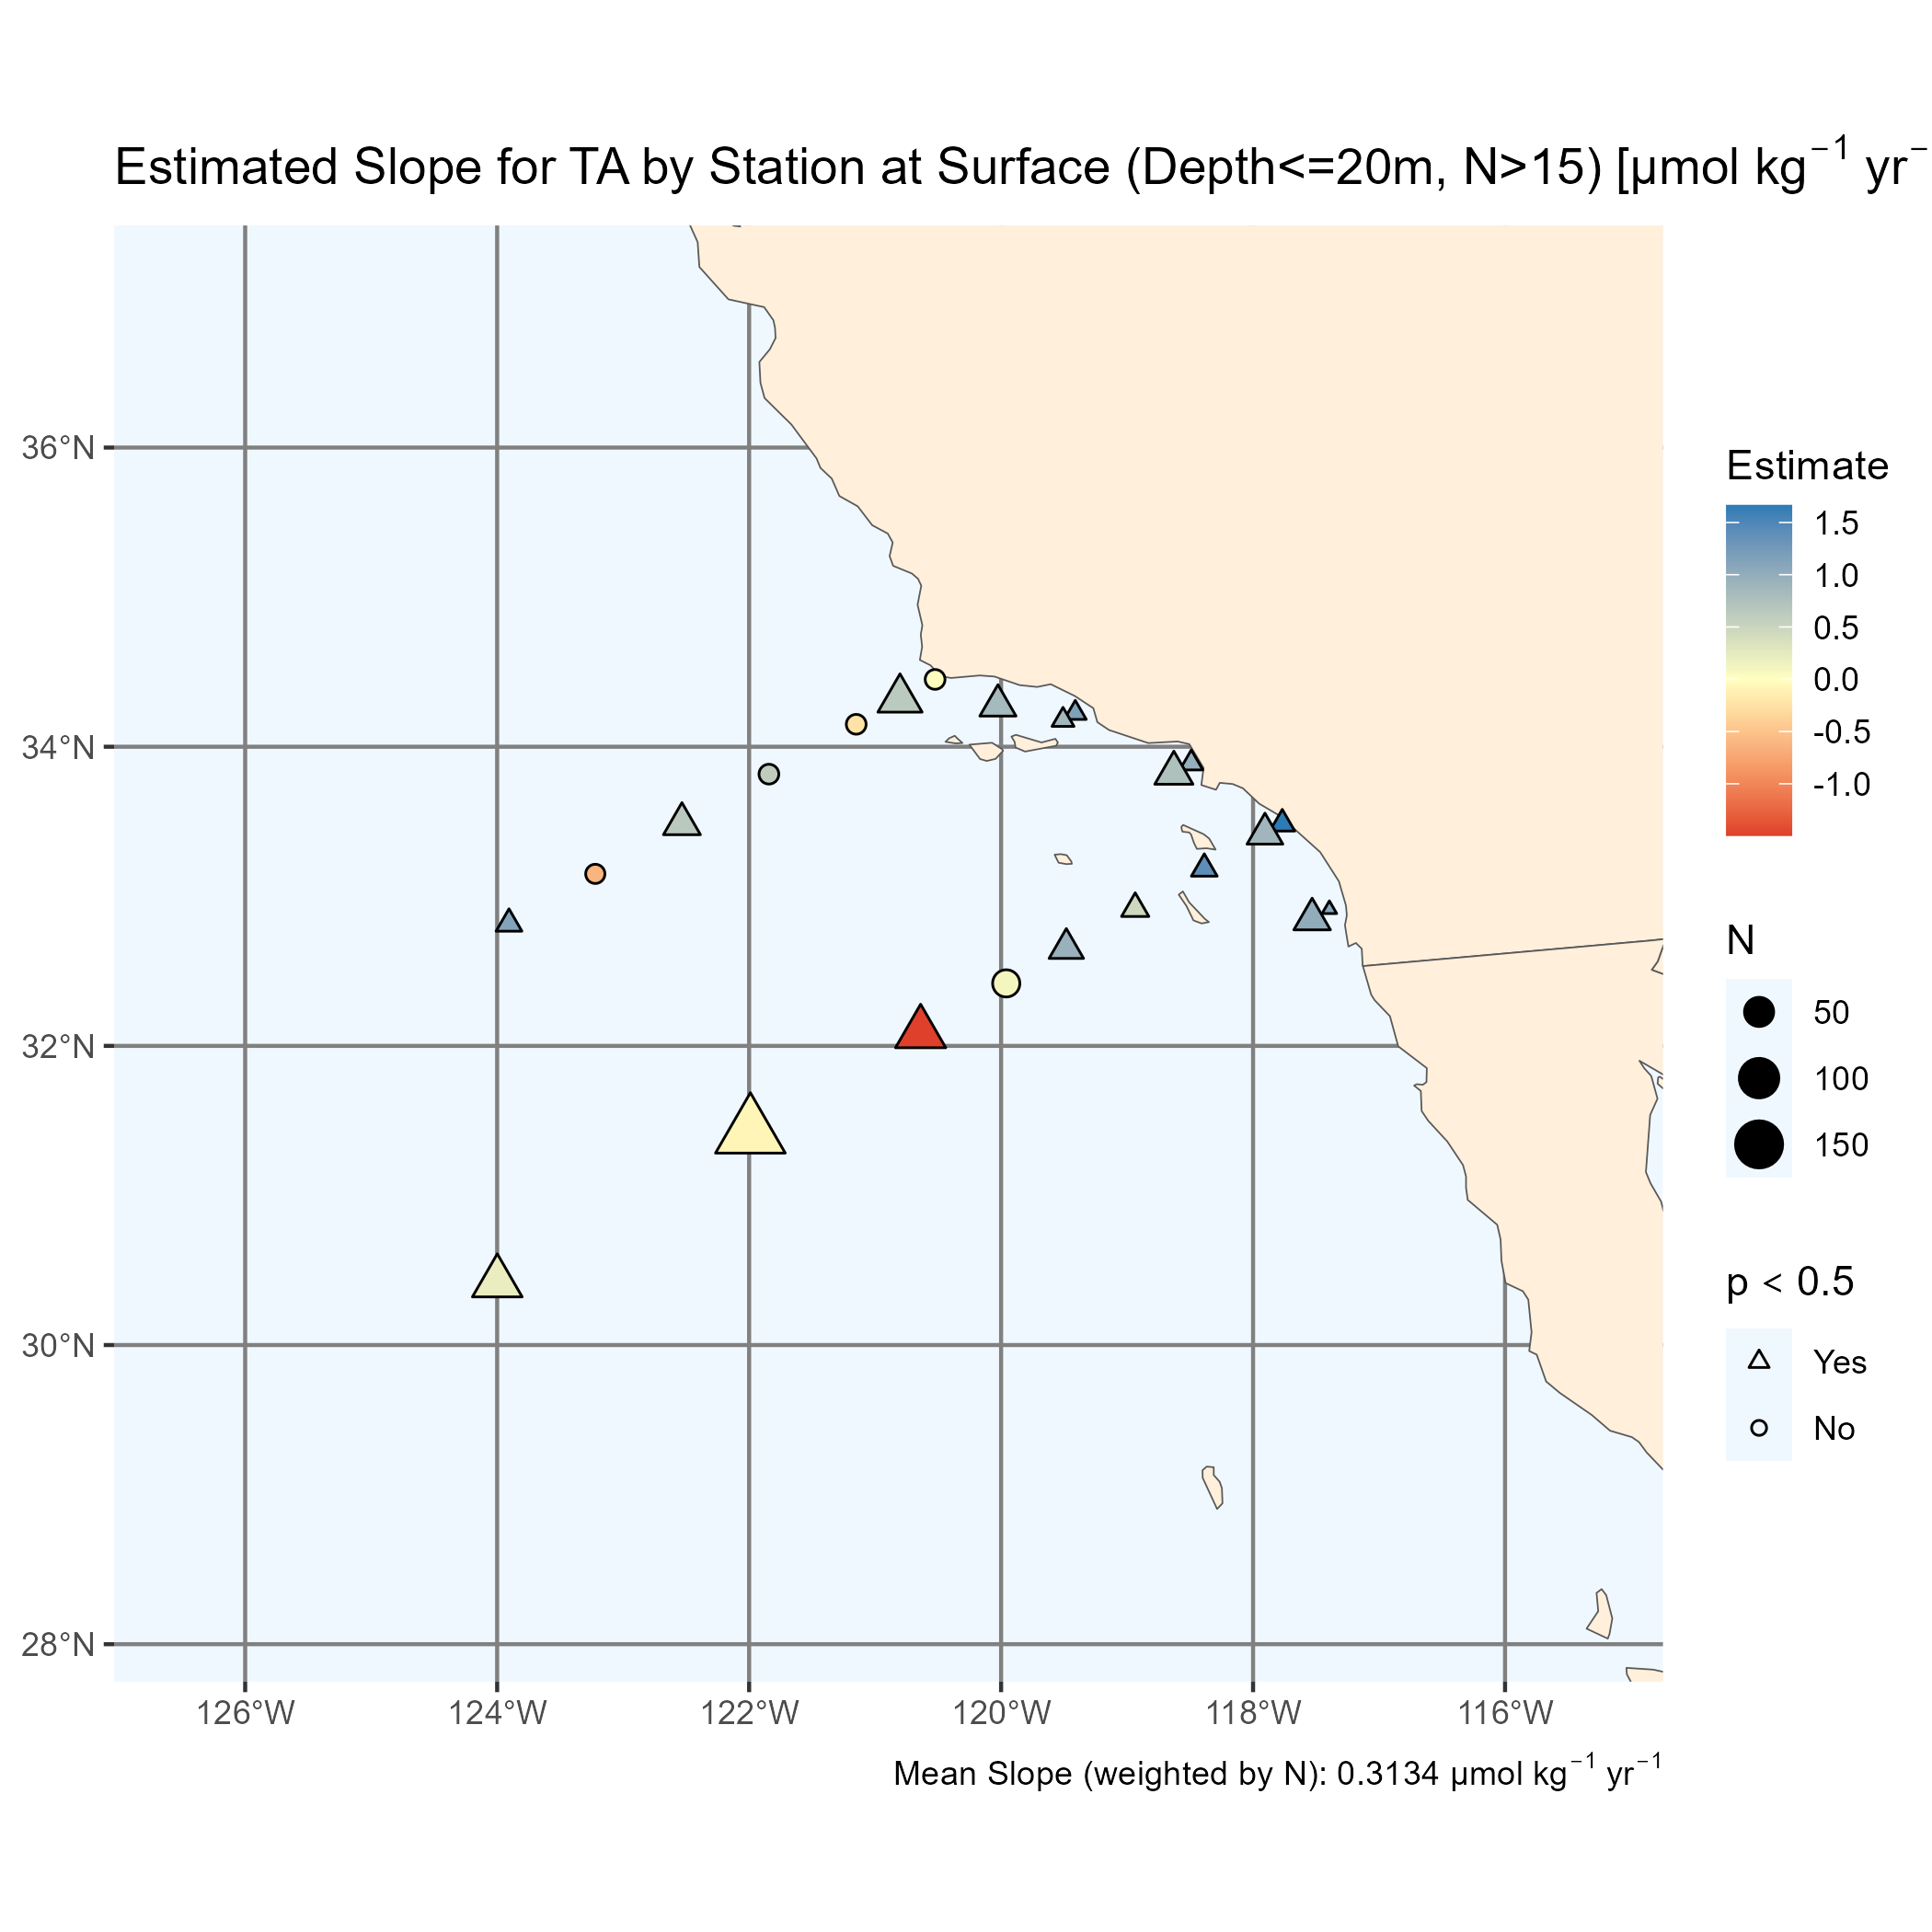 Estimated Slope for TA by Station at Surface (Depth<=20m, N>15) [µmol kg⁻¹ yr⁻
36°N
34°N
32°N
30°N
28°N
126°W 124°W 122°W 120°W 118°W 116°W
Estimate
1.5
1.0
0.5
0.0
-0.5
-1.0
N
50
100
150
p < 0.5
Yes
No
Mean Slope (weighted by N): 0.3134 µmol kg⁻¹ yr⁻¹